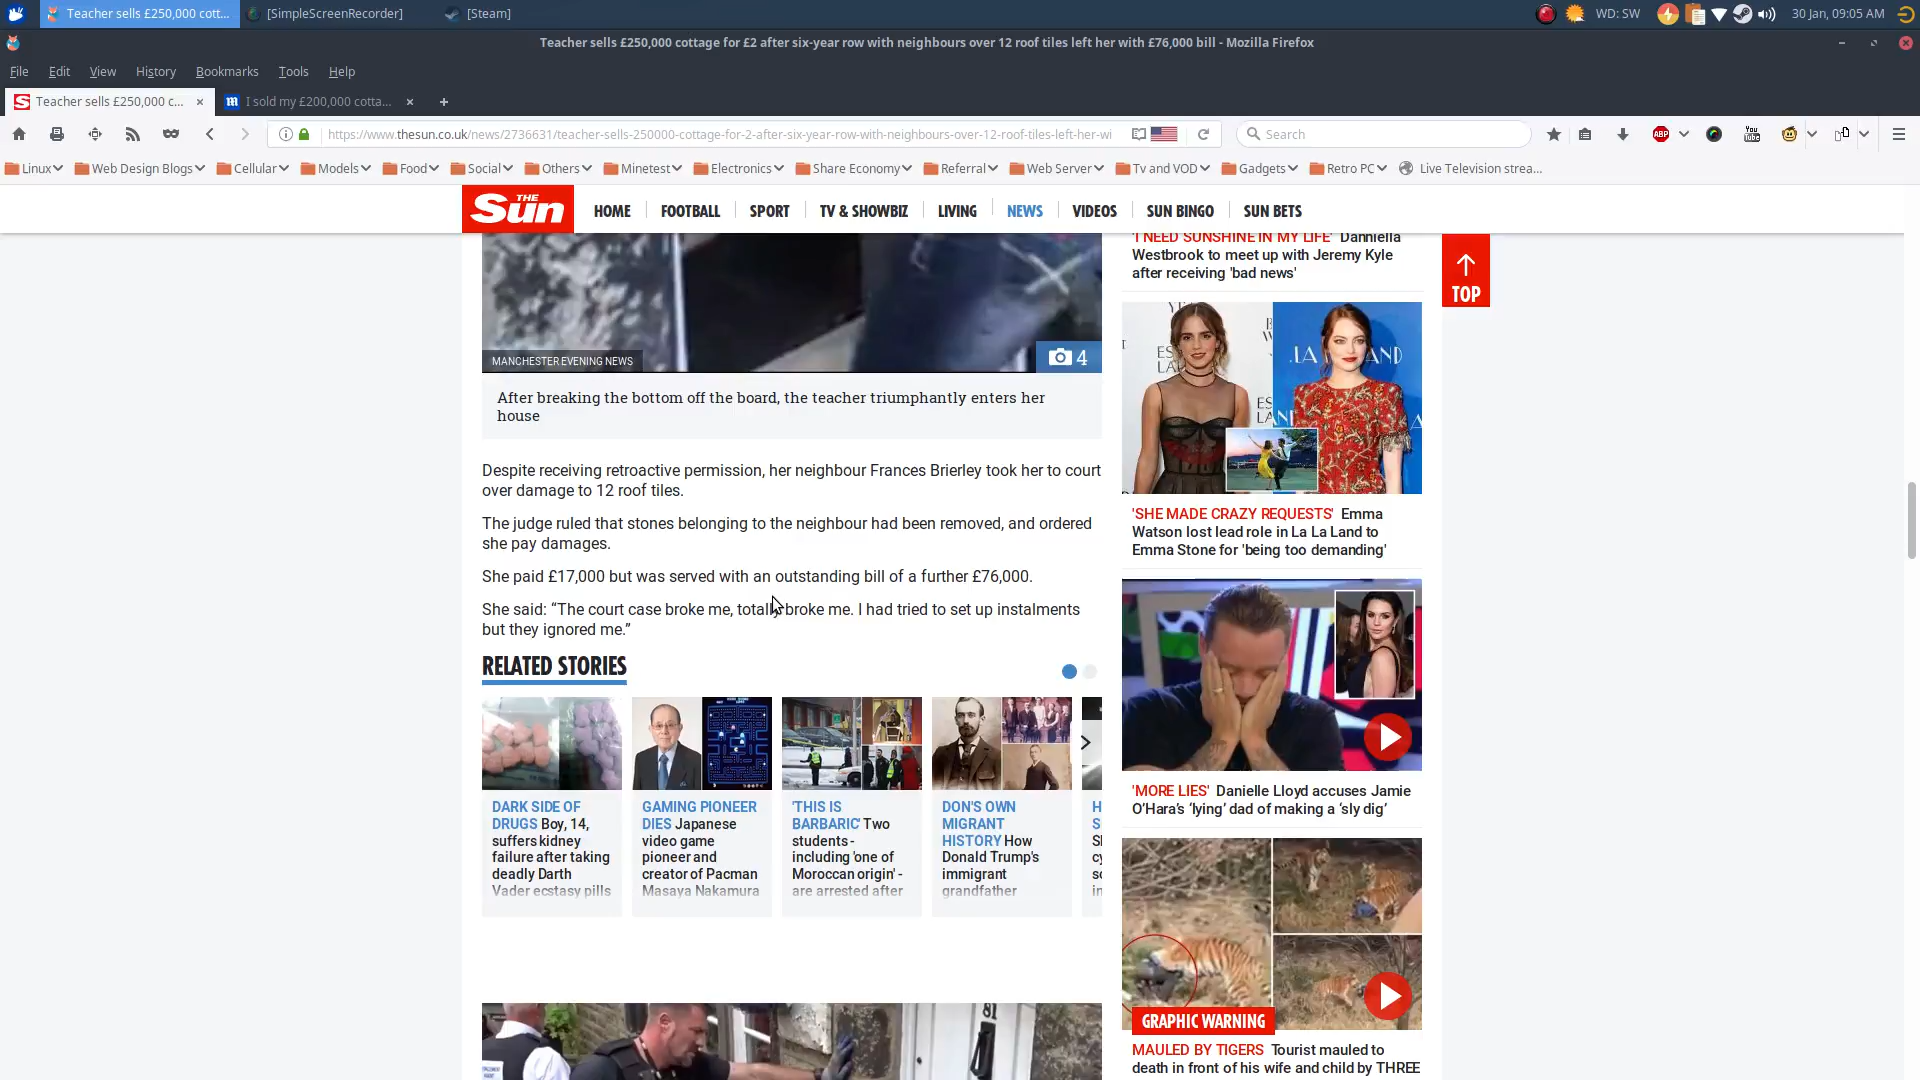 Teacher sells £250,000 cott...
[SimpleScreenRecorder]
[Steam]
WD: SW
30 Jan, 09:05 AM
Teacher sells £250,000 cottage for £2 after six-year row with neighbours over 12 roof tiles left her with £76,000 bill - Mozilla Firefox
File Edit View History Bookmarks Tools Help
Teacher sells £250,000 c...
I sold my £200,000 cotta...
https://www.thesun.co.uk/news/2736631/teacher-sells-250000-cottage-for-2-after-six-year-row-with-neighbours-over-12-roof-tiles-left-her-wi
Search
ABP
You
Linux Web Design Blogs Cellular Models Food Social Others Minetest Electronics Share Economy Referral Web Server Tv and VOD Gadgets Retro PC Live Television strea...
THE Sun
HOME FOOTBALL SPORT TV & SHOWBIZ LIVING NEWS VIDEOS SUN BINGO SUN BETS
MANCHESTER EVENING NEWS
4
After breaking the bottom off the board, the teacher triumphantly enters her
house
Despite receiving retroactive permission, her neighbour Frances Brierley took her to court
over damage to 12 roof tiles.
The judge ruled that stones belonging to the neighbour had been removed, and ordered
she pay damages.
She paid £17,000 but was served with an outstanding bill of a further £76,000.
She said: “The court case broke me, totally broke me. I had tried to set up instalments
but they ignored me.”
RELATED STORIES
DARK SIDE OF
DRUGS Boy, 14,
suffers kidney
failure after taking
deadly Darth
Vader ecstasy pills
GAMING PIONEER
DIES Japanese
video game
pioneer and
creator of Pacman
Masaya Nakamura
'THIS IS
BARBARIC' Two
students -
including 'one of
Moroccan origin' -
are arrested after
DON'S OWN
MIGRANT
HISTORY How
Donald Trump's
immigrant
grandfather
81
'I NEED SUNSHINE IN MY LIFE' Danniella
Westbrook to meet up with Jeremy Kyle
after receiving 'bad news'
LA LAND
'SHE MADE CRAZY REQUESTS' Emma
Watson lost lead role in La La Land to
Emma Stone for 'being too demanding'
'MORE LIES' Danielle Lloyd accuses Jamie
O’Hara’s ‘lying’ dad of making a ‘sly dig’
GRAPHIC WARNING
MAULED BY TIGERS Tourist mauled to
death in front of his wife and child by THREE
TOP